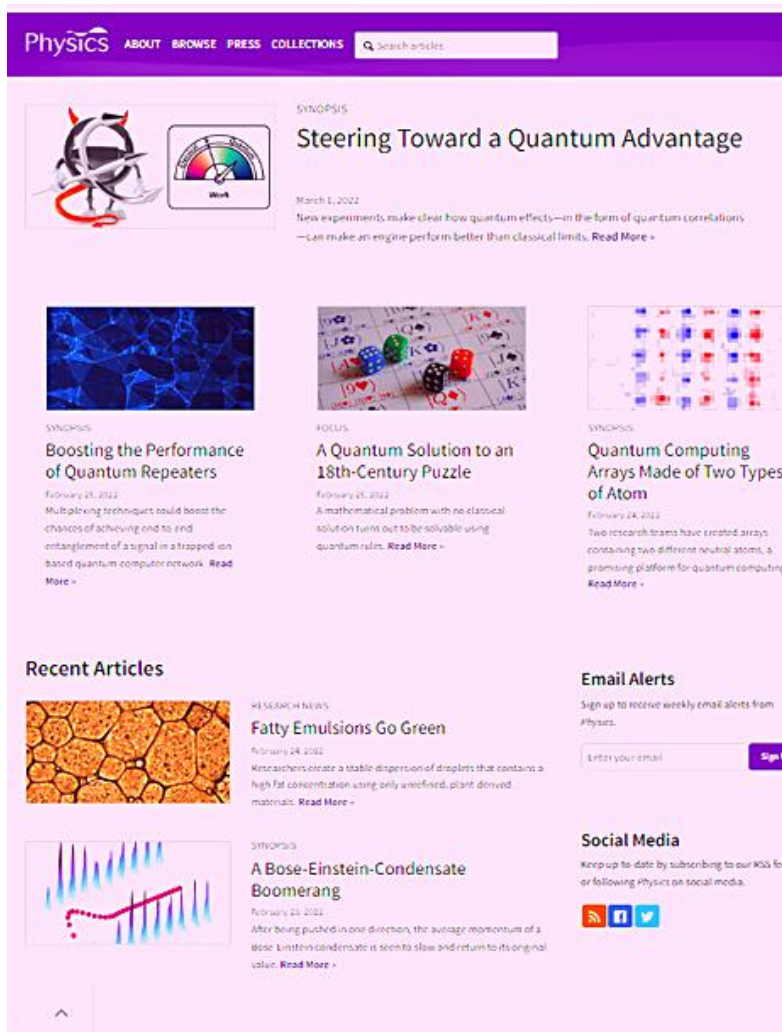 Physics ABOUT BROWSE PRESS COLLECTIONS Search articles
SYNOPSIS
Steering Toward a Quantum Advantage
March 1, 2022
New experiments make clear how quantum effects—in the form of quantum correlations
—can make an engine perform better than classical limits. Read More »
Classical Quantum
Work
SYNOPSIS
Boosting the Performance
of Quantum Repeaters
February 25, 2022
Multiplexing techniques could boost the
chances of achieving end-to-end
entanglement of a signal in a trapped-ion-
based quantum computer network. Read
More »
FOCUS
A Quantum Solution to an
18th-Century Puzzle
February 25, 2022
A mathematical problem with no classical
solution turns out to be solvable using
quantum rules. Read More »
SYNOPSIS
Quantum Computing
Arrays Made of Two Types
of Atom
February 24, 2022
Two research teams have created arrays
containing two different neutral atoms, a
promising platform for quantum computing
Read More »
Recent Articles
RESEARCH NEWS
Fatty Emulsions Go Green
February 24, 2022
Researchers create a stable dispersion of droplets that contains a
high fat concentration using only unrefined, plant-derived
materials. Read More »
SYNOPSIS
A Bose-Einstein-Condensate
Boomerang
February 23, 2022
After being pushed in one direction, the average momentum of a
Bose-Einstein condensate is seen to slow and return to its original
value. Read More »
Email Alerts
Sign up to receive weekly email alerts from
Physics.
Enter your email
Sign
Social Media
Keep up to date by subscribing to our RSS
or following Physics on social media.